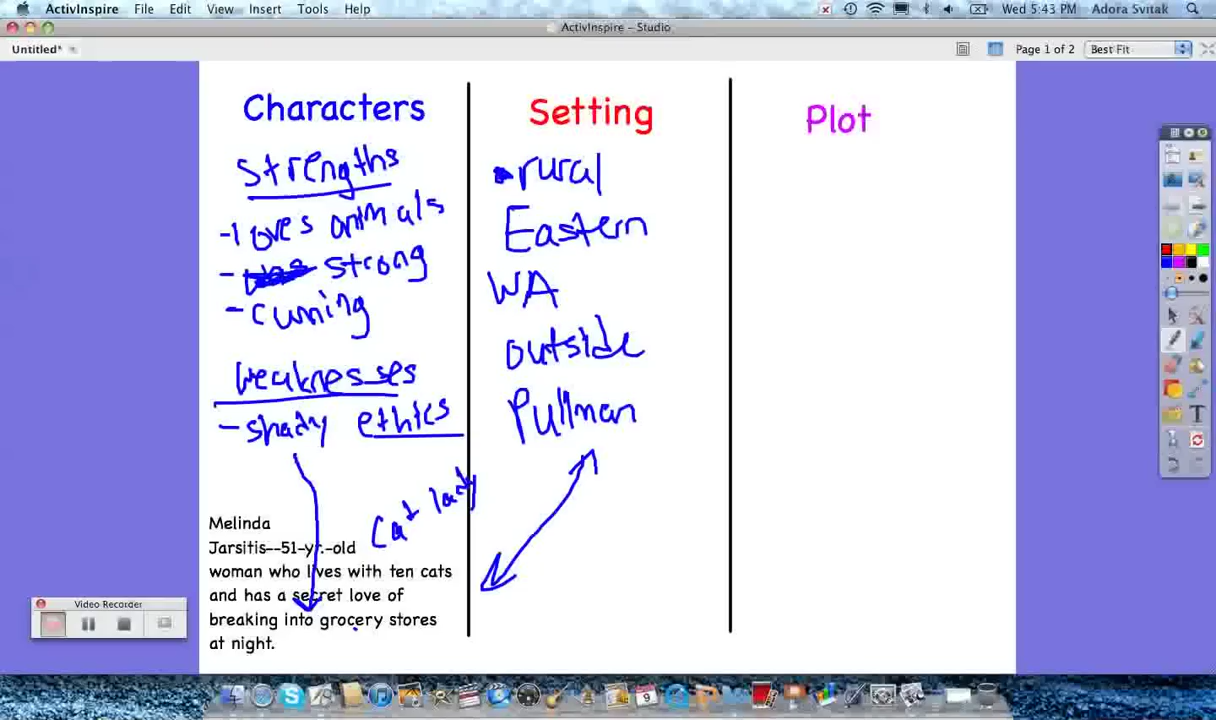 ActivInspire File Edit View Insert Tools Help Wed 5:43 PM Adora Svitak
ActivInspire – Studio
Untitled* Page 1 of 2 Best Fit
Characters
strengths
- loves animals
- strong
- cunning
Weaknesses
- shady ethics
Cat lady
Melinda
Jarsitis--51-yr.-old
woman who lives with ten cats
and has a secret love of
breaking into grocery stores
at night.
Setting
rural
Eastern
WA
outside
Pullman
Plot
Video Recorder